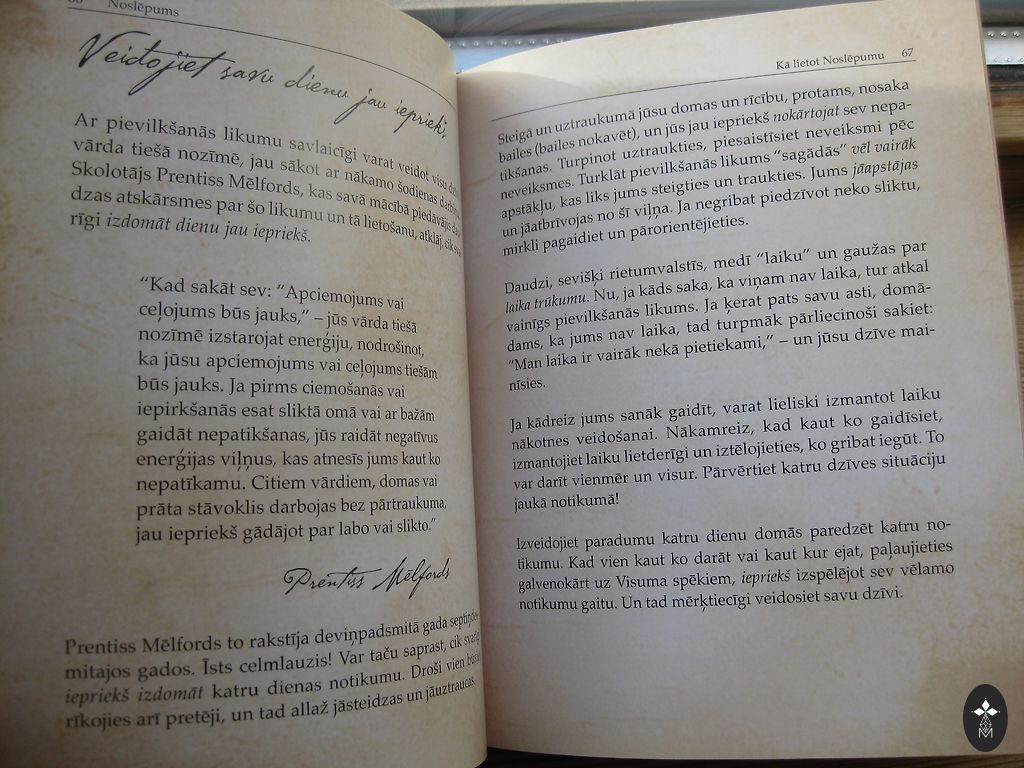 66 Noslēpums
Veidojiet savu dienu jau iepriekš,
Ar pievilkšanās likumu savlaicīgi varat veidot visu
vārda tiešā nozīmē, jau sākot ar nākamo šodienas
Skolotājs Prentiss Mēlfords, kas savā mācībā piedāvājis
dzas atskārsmes par šo likumu un tā lietošanu, atklāj, cik
rīgi izdomāt dienu jau iepriekš.
“Kad sakāt sev: “Apciemojums vai
ceļojums būs jauks,” – jūs vārda tiešā
nozīmē izstarojat enerģiju, nodrošinot,
ka jūsu apciemojums vai ceļojums tiešām
būs jauks. Ja pirms ciemošanās vai
iepirkšanās esat sliktā omā vai ar bažām
gaidāt nepatikšanas, jūs raidāt negatīvus
enerģijas viļņus, kas atnesīs jums kaut ko
nepatīkamu. Citiem vārdiem, domas vai
prāta stāvoklis darbojas bez pārtraukuma,
jau iepriekš gādājot par labo vai slikto.”
Prentiss Mēlfords
Prentiss Mēlfords to rakstīja deviņpadsmitā gada septiņdes-
mitajos gados. Īsts celmlauzis! Var taču saprast, cik svarīgi
iepriekš izdomāt katru dienas notikumu. Droši vien būsiet
rīkojies arī pretēji, un tad allaž jāsteidzas un jāuztraucas.
Kā lietot Noslēpumu 67
Steigā un uztraukumā jūsu domas un rīcību, protams, nosaka
bailes (bailes nokavēt), un jūs jau iepriekš nokārtojat sev nepa-
tikšanas. Turpinot uztraukties, piesaistīsiet neveiksmi pēc
neveiksmes. Turklāt pievilkšanās likums “sagādās” vēl vairāk
apstākļu, kas liks jums steigties un traukties. Jums jāapstājas
un jāatbrīvojas no šī viļņa. Ja negribat piedzīvot neko sliktu,
mirkli pagaidiet un pārorientējieties.
Daudzi, sevišķi rietumvalstīs, medī “laiku” un gaužas par
laika trūkumu. Nu, ja kāds saka, ka viņam nav laika, tur atkal
vainīgs pievilkšanās likums. Ja ķerat pats savu asti, domā-
dams, ka jums nav laika, tad turpmāk pārliecinoši sakiet:
“Man laika ir vairāk nekā pietiekami,” – un jūsu dzīve mai-
nīsies.
Ja kādreiz jums sanāk gaidīt, varat lieliski izmantot laiku
nākotnes veidošanai. Nākamreiz, kad kaut ko gaidīsiet,
izmantojiet laiku lietderīgi un iztēlojieties, ko gribat iegūt. To
var darīt vienmēr un visur. Pārvērtiet katru dzīves situāciju
jaukā notikumā!
Izveidojiet paradumu katru dienu domās paredzēt katru no-
tikumu. Kad vien kaut ko darāt vai kaut kur ejat, paļaujieties
galvenokārt uz Visuma spēkiem, iepriekš izspēlējot sev vēlamo
notikumu gaitu. Un tad mērķtiecīgi veidosiet savu dzīvi.